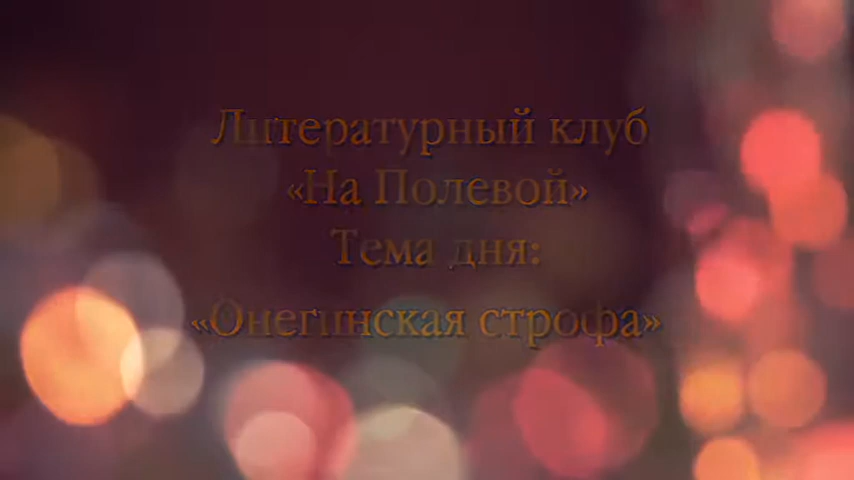 Литературный клуб
«На Полевой»
Тема дня:
«Онегинская строфа»